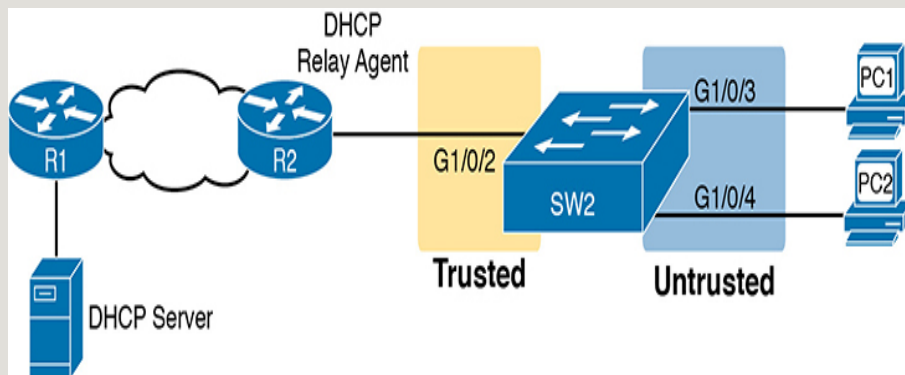 DHCP
Relay Agent
R1
R2
G1/0/2
SW2
G1/0/3
G1/0/4
PC1
PC2
Trusted
Untrusted
DHCP Server